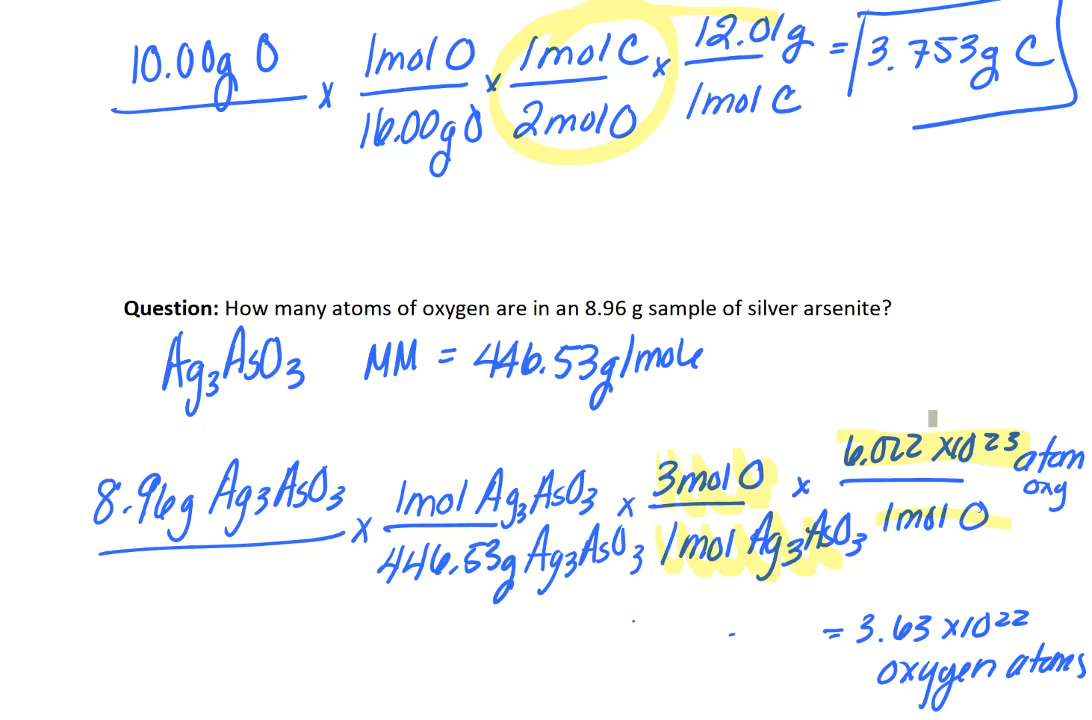 10.00g O x 1mol O x 1mol C x 12.01g = 3.753g C
16.00g O 2mol O 1mol C
Question: How many atoms of oxygen are in an 8.96 g sample of silver arsenite?
Ag3AsO3 MM = 446.53g/mole
8.96g Ag3AsO3 x 1mol Ag3AsO3 x 3mol O x 6.022 x10 23 atom
oxy
446.53g Ag3AsO3 1mol Ag3AsO3 1mol O
= 3.63 x10 22
oxygen atoms